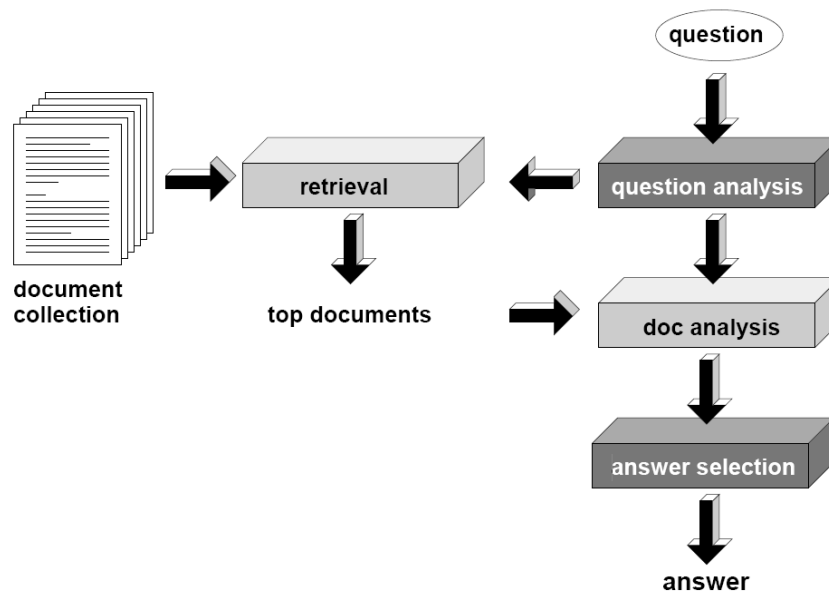 question
question analysis
retrieval
document
collection
top documents
doc analysis
answer selection
answer